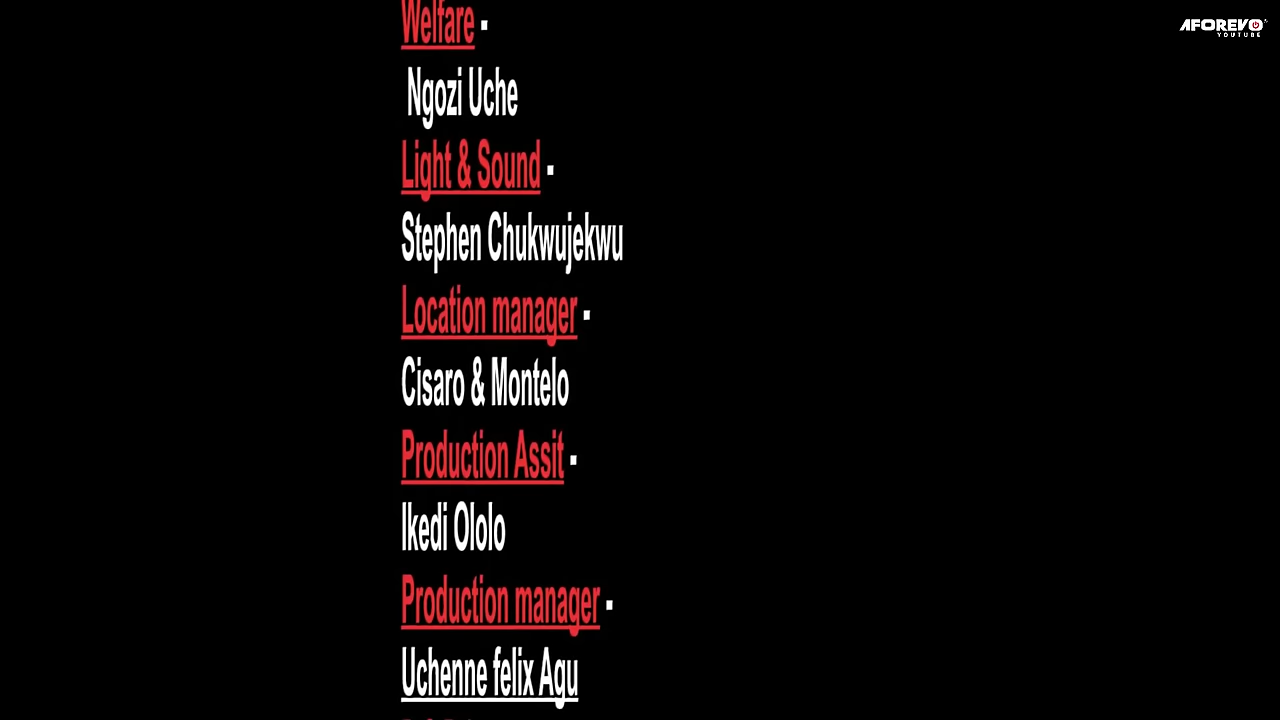 Welfare -
AFOREVO
YOUTUBE
Ngozi Uche
Light & Sound -
Stephen Chukwujekwu
Location manager -
Cisaro & Montelo
Production Assit -
Ikedi Ololo
Production manager -
Uchenne felix Agu